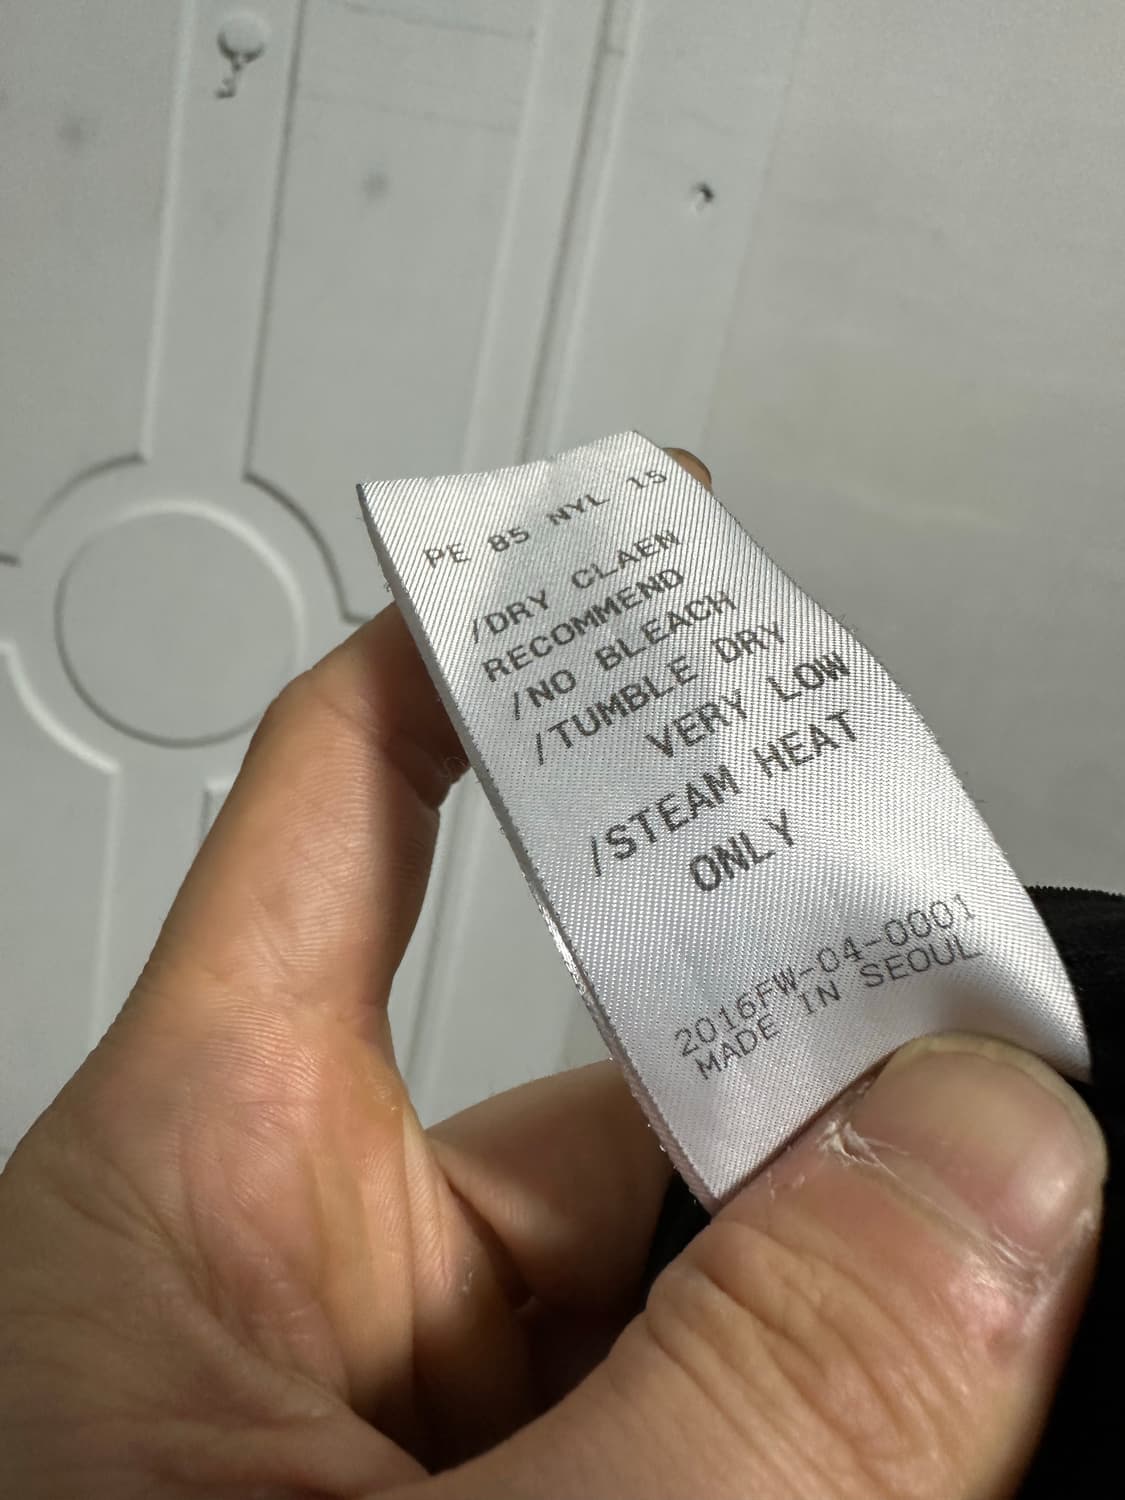 PE 85 NYL 15
/DRY CLAEN
RECOMMEND
/NO BLEACH
/TUMBLE DRY
VERY LOW
/STEAM HEAT
ONLY
2016FW-04-0001
MADE IN SEOUL